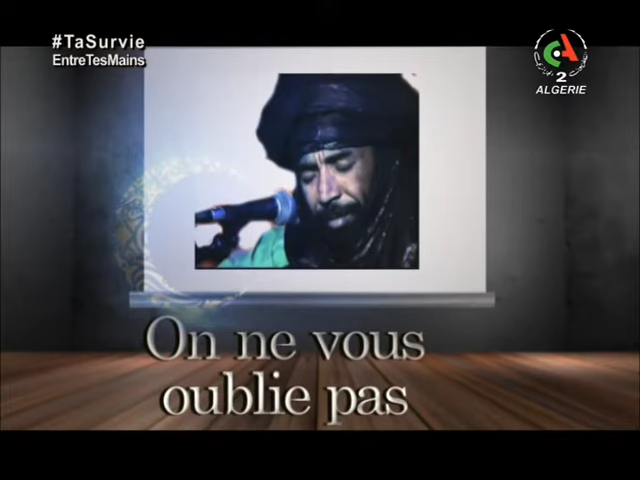 #TaSurvie
EntreTesMains
2
ALGERIE
On ne vous
oublie pas